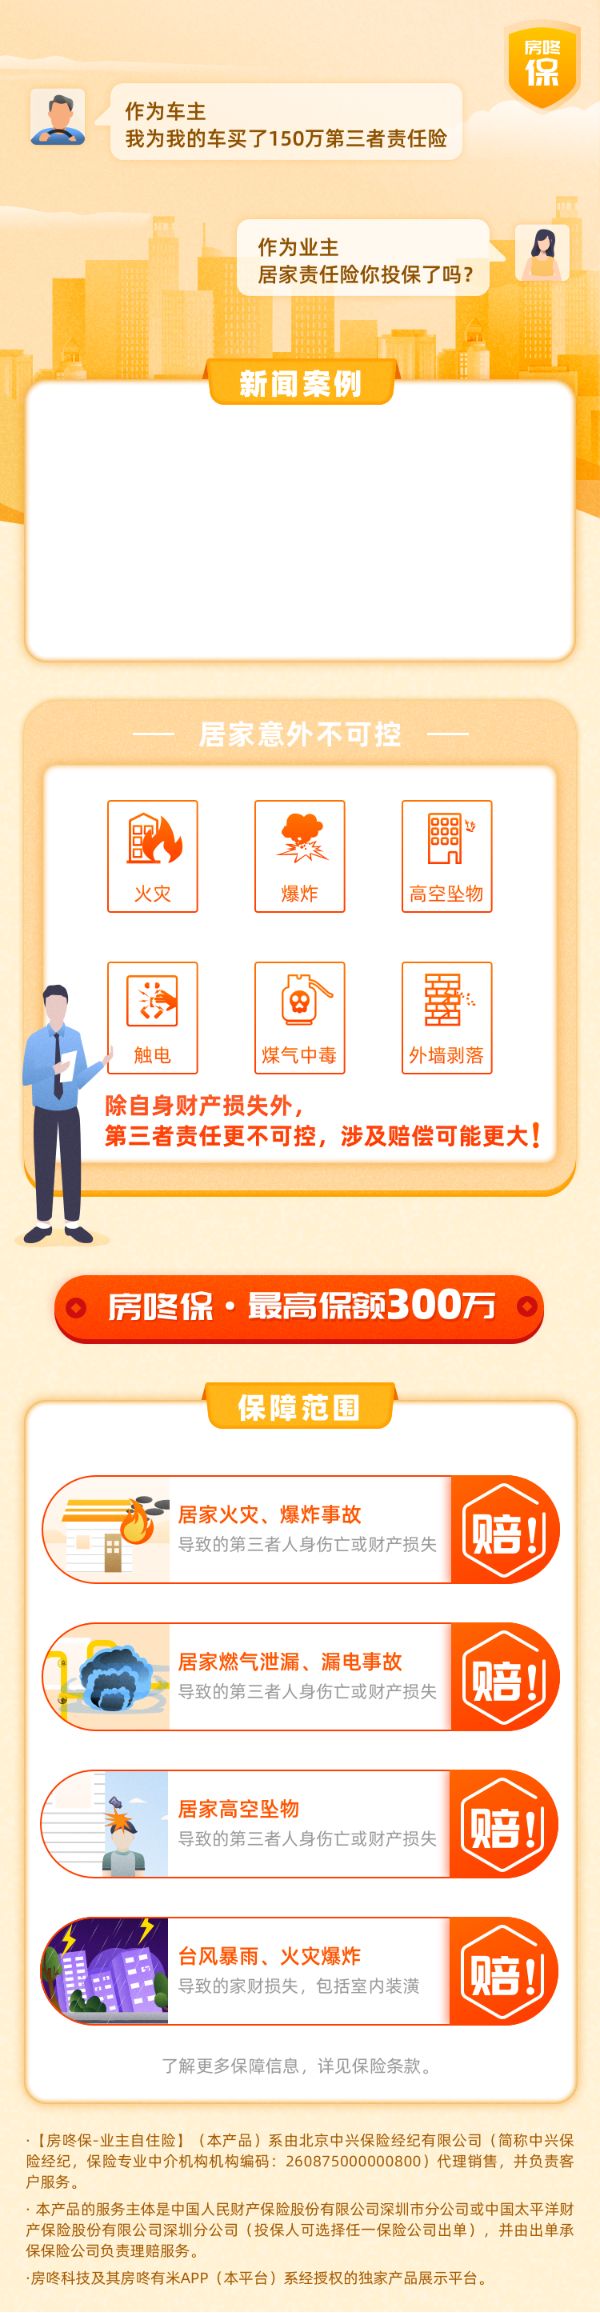 房咚
保
作为车主
我为我的车买了150万第三者责任险
作为业主
居家责任险你投保了吗?
新闻案例
居家意外不可控
火灾
爆炸
高空坠物
触电
煤气中毒
外墙剥落
除自身财产损失外，
第三者责任更不可控，涉及赔偿可能更大!
房咚保·最高保额300万
保障范围
居家火灾、爆炸事故
导致的第三者人身伤亡或财产损失
赔!
居家燃气泄漏、漏电事故
导致的第三者人身伤亡或财产损失
赔!
居家高空坠物
导致的第三者人身伤亡或财产损失
赔!
台风暴雨、火灾爆炸
导致的家财损失，包括室内装潢
赔!
了解更多保障信息，详见保险条款。
·【房咚保-业主自住险】（本产品）系由北京中兴保险经纪有限公司（简称中兴保
险经纪，保险专业中介机构机构编码：260875000000800）代理销售，并负责客
户服务。
· 本产品的服务主体是中国人民财产保险股份有限公司深圳市分公司或中国太平洋财
产保险股份有限公司深圳分公司（投保人可选择任一保险公司出单），并由出单承
保保险公司负责理赔服务。
·房咚科技及其房咚有米APP（本平台）系经授权的独家产品展示平台。